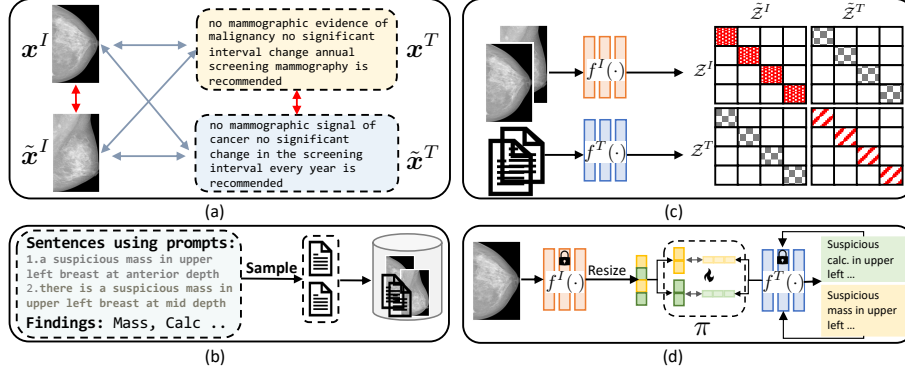 x^I
no mammographic evidence of
malignancy no significant
interval change annual
screening mammography is
recommended
x^T
x̃^I
no mammographic signal of
cancer no significant
change in the screening
interval every year is
recommended
x̃^T
(a)
Sentences using prompts:
1.a suspicious mass in upper
left breast at anterior depth
2.there is a suspicious mass in
upper left breast at mid depth
Findings: Mass, Calc ..
Sample
(b)
Z̃^I
Z̃^T
f^I(·)
Z^I
f^T(·)
Z^T
(c)
f^I(·)
Resize
π
f^T(·)
Suspicious
calc. in upper
left …
Suspicious
mass in upper
left …
(d)